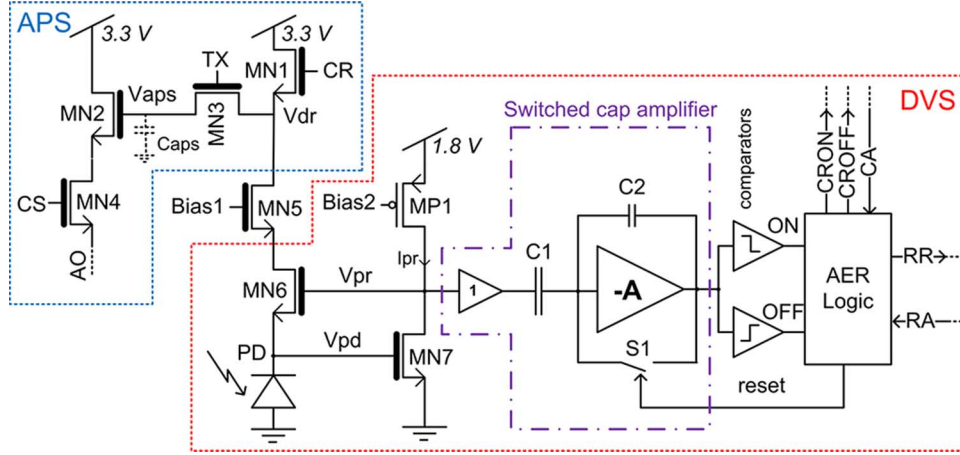 APS
3.3 V
3.3 V
TX
MN1
CR
MN2
Vaps
MN3
Vdr
Caps
CS
MN4
AO
Bias1
MN5
DVS
Switched cap amplifier
1.8 V
Bias2
MP1
Ipr
C2
C1
comparators
CRON
CROFF
CA
ON
OFF
AER
Logic
RR
RA
MN6
Vpr
1
-A
PD
Vpd
MN7
S1
reset